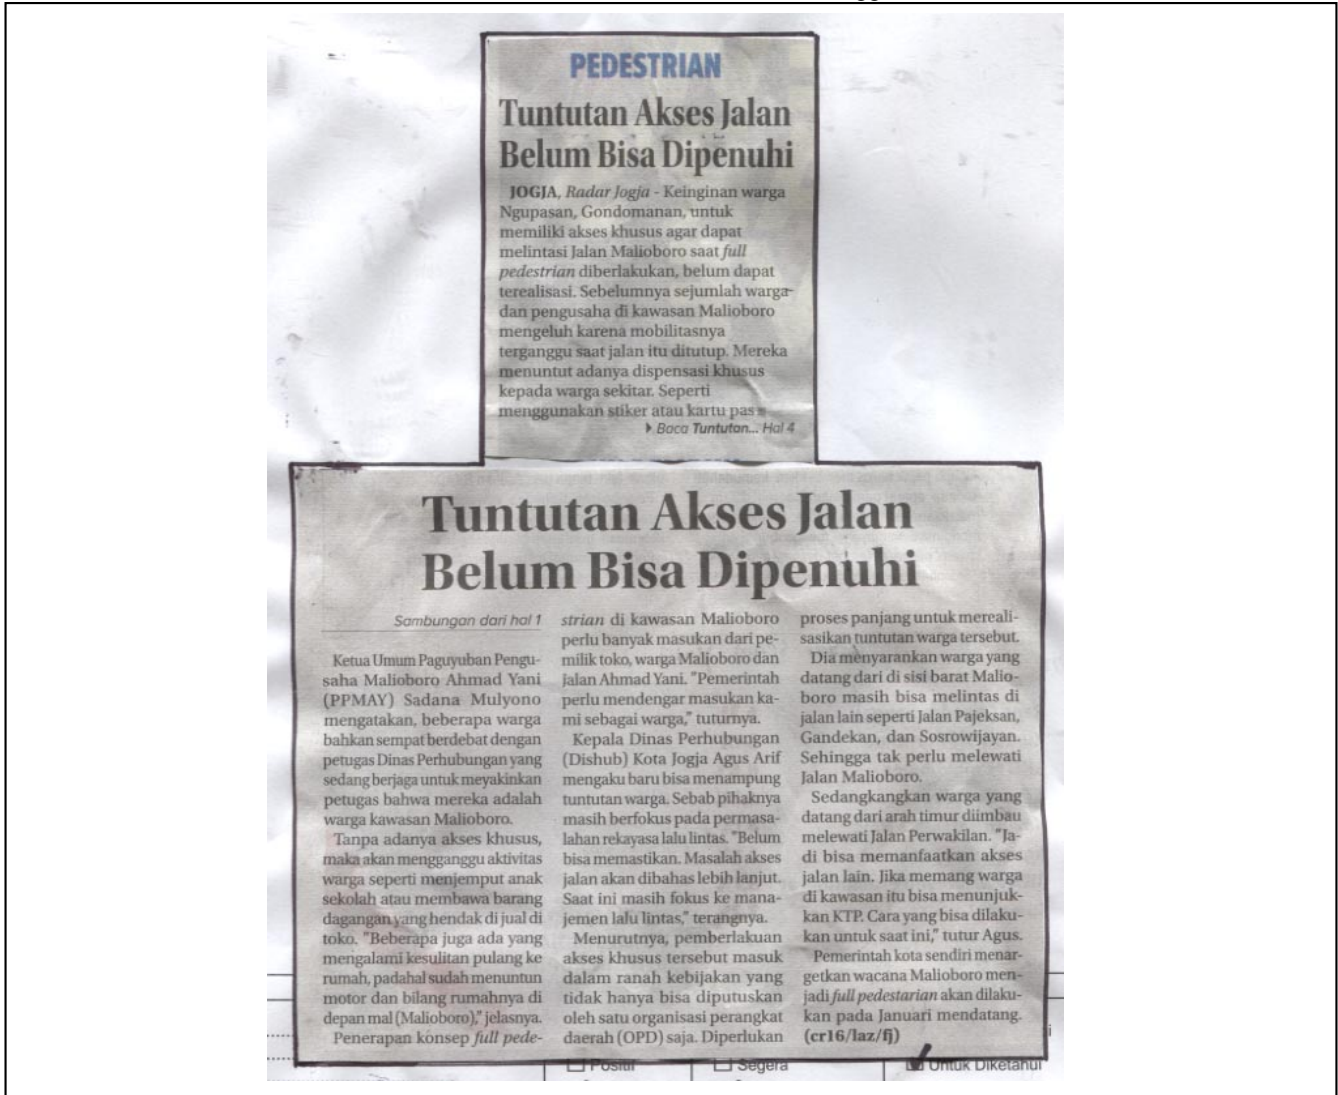 PEDESTRIAN
Tuntutan Akses Jalan
Belum Bisa Dipenuhi
JOGJA, Radar Jogja - Keinginan warga
Ngupasan, Gondomanan, untuk
memiliki akses khusus agar dapat
melintasi Jalan Malioboro saat full
pedestrian diberlakukan, belum dapat
terealisasi. Sebelumnya sejumlah warga
dan pengusaha di kawasan Malioboro
mengeluh karena mobilitasnya
terganggu saat jalan itu ditutup. Mereka
menuntut adanya dispensasi khusus
kepada warga sekitar. Seperti
menggunakan stiker atau kartu pas
Baca Tuntutan... Hal 4
Tuntutan Akses Jalan
Belum Bisa Dipenuhi
Sambungan dari hal 1
Ketua Umum Paguyuban Pengu-
saha Malioboro Ahmad Yani
(PPMAY) Sadana Mulyono
mengatakan, beberapa warga
bahkan sempat berdebat dengan
petugas Dinas Perhubungan yang
sedang berjaga untuk meyakinkan
petugas bahwa mereka adalah
warga kawasan Malioboro.
Tanpa adanya akses khusus,
maka akan mengganggu aktivitas
warga seperti menjemput anak
sekolah atau membawa barang
dagangan yang hendak di jual di
toko. "Beberapa juga ada yang
mengalami kesulitan pulang ke
rumah, padahal sudah menuntun
motor dan bilang rumahnya di
depan mal (Malioboro)," jelasnya.
Penerapan konsep full pede-
strian di kawasan Malioboro
perlu banyak masukan dari pe-
milik toko, warga Malioboro dan
jalan Ahmad Yani. "Pemerintah
perlu mendengar masukan ka-
mi sebagai warga," tuturnya.
Kepala Dinas Perhubungan
(Dishub) Kota Jogja Agus Arif
mengaku baru bisa menampung
tuntutan warga. Sebab pihaknya
masih berfokus pada permasa-
lahan rekayasa lalu lintas. "Belum
bisa memastikan. Masalah akses
jalan akan dibahas lebih lanjut.
Saat ini masih fokus ke mana-
jemen lalu lintas," terangnya.
Menurutnya, pemberlakuan
akses khusus tersebut masuk
dalam ranah kebijakan yang
tidak hanya bisa diputuskan
oleh satu organisasi perangkat
daerah (OPD) saja. Diperlukan
proses panjang untuk mereali-
sasikan tuntutan warga tersebut.
Dia menyarankan warga yang
datang dari di sisi barat Malio-
boro masih bisa melintas di
jalan lain seperti Jalan Pajeksan,
Gandekan, dan Sosrowijayan.
Sehingga tak perlu melewati
Jalan Malioboro.
Sedangkangkan warga yang
datang dari arah timur diimbau
melewati Jalan Perwakilan. "Ja-
di bisa memanfaatkan akses
jalan lain. Jika memang warga
di kawasan itu bisa menunjuk-
kan KTP. Cara yang bisa dilaku-
kan untuk saat ini," tutur Agus.
Pemerintah kota sendiri menar-
getkan wacana Malioboro men-
jadi full pedestarian akan dilaku-
kan pada Januari mendatang.
(cr16/laz/fj)
Positif Segera Untuk Diketahui